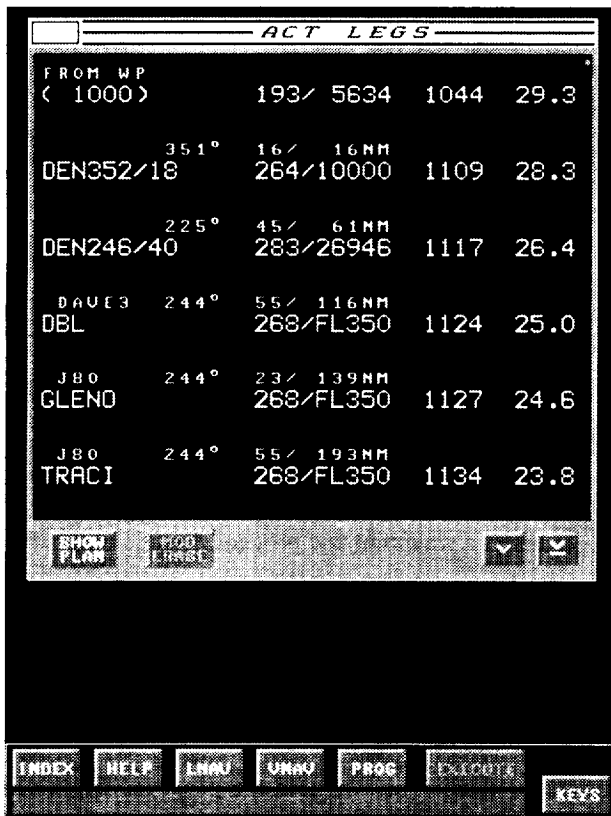 ACT LEGS
FROM WP
( 1000) 193/ 5634 1044 29.3
351° 16/ 16NM
DEN352/18 264/10000 1109 28.3
225° 45/ 61NM
DEN246/40 283/26946 1117 26.4
DAVE3 244° 55/ 116NM
DBL 268/FL350 1124 25.0
J80 244° 23/ 139NM
GLENO 268/FL350 1127 24.6
J80 244° 55/ 193NM
TRACI 268/FL350 1134 23.8
SHOW
PLAN
MOD
INDEX HELP LNAV VNAV PROG EXECUTE
KEYS